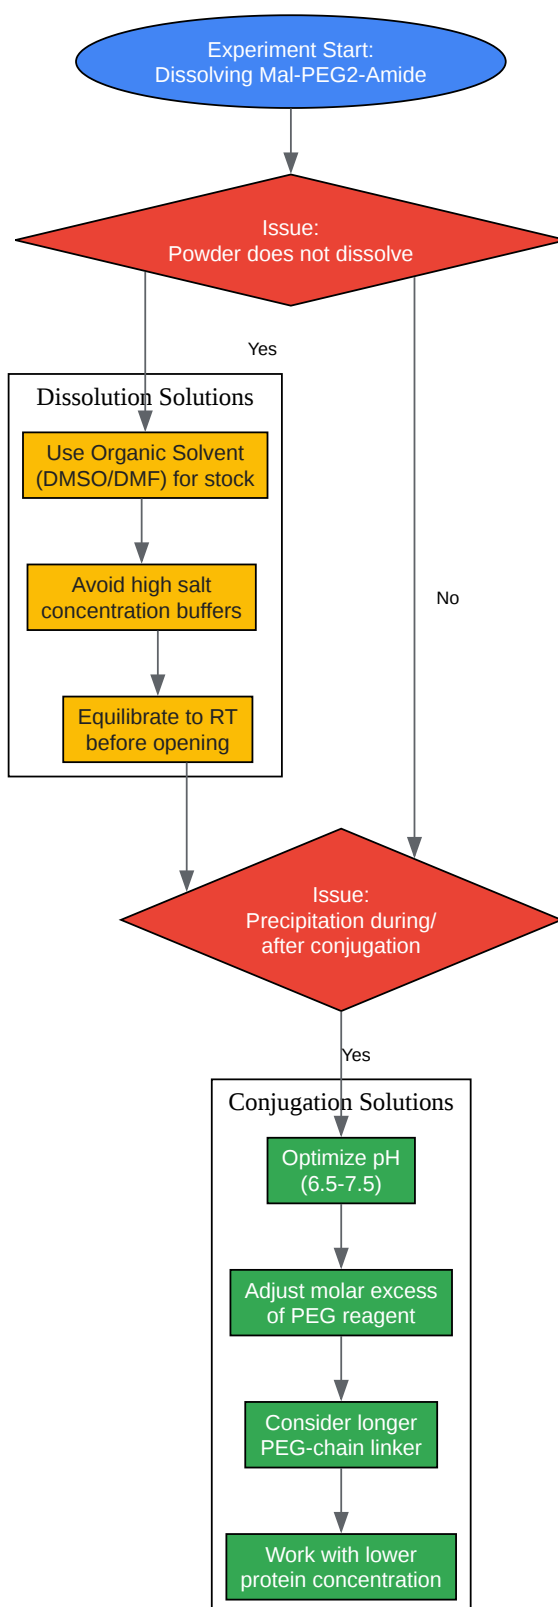 Experiment Start:
Dissolving Mal-PEG2-Amide
Issue:
Powder does not dissolve
Yes
Dissolution Solutions
Use Organic Solvent
(DMSO/DMF) for stock
Avoid high salt
concentration buffers
No
Equilibrate to RT
before opening
Issue:
Precipitation during/
after conjugation
Yes
Conjugation Solutions
Optimize pH
(6.5-7.5)
Adjust molar excess
of PEG reagent
Consider longer
PEG-chain linker
Work with lower
protein concentration